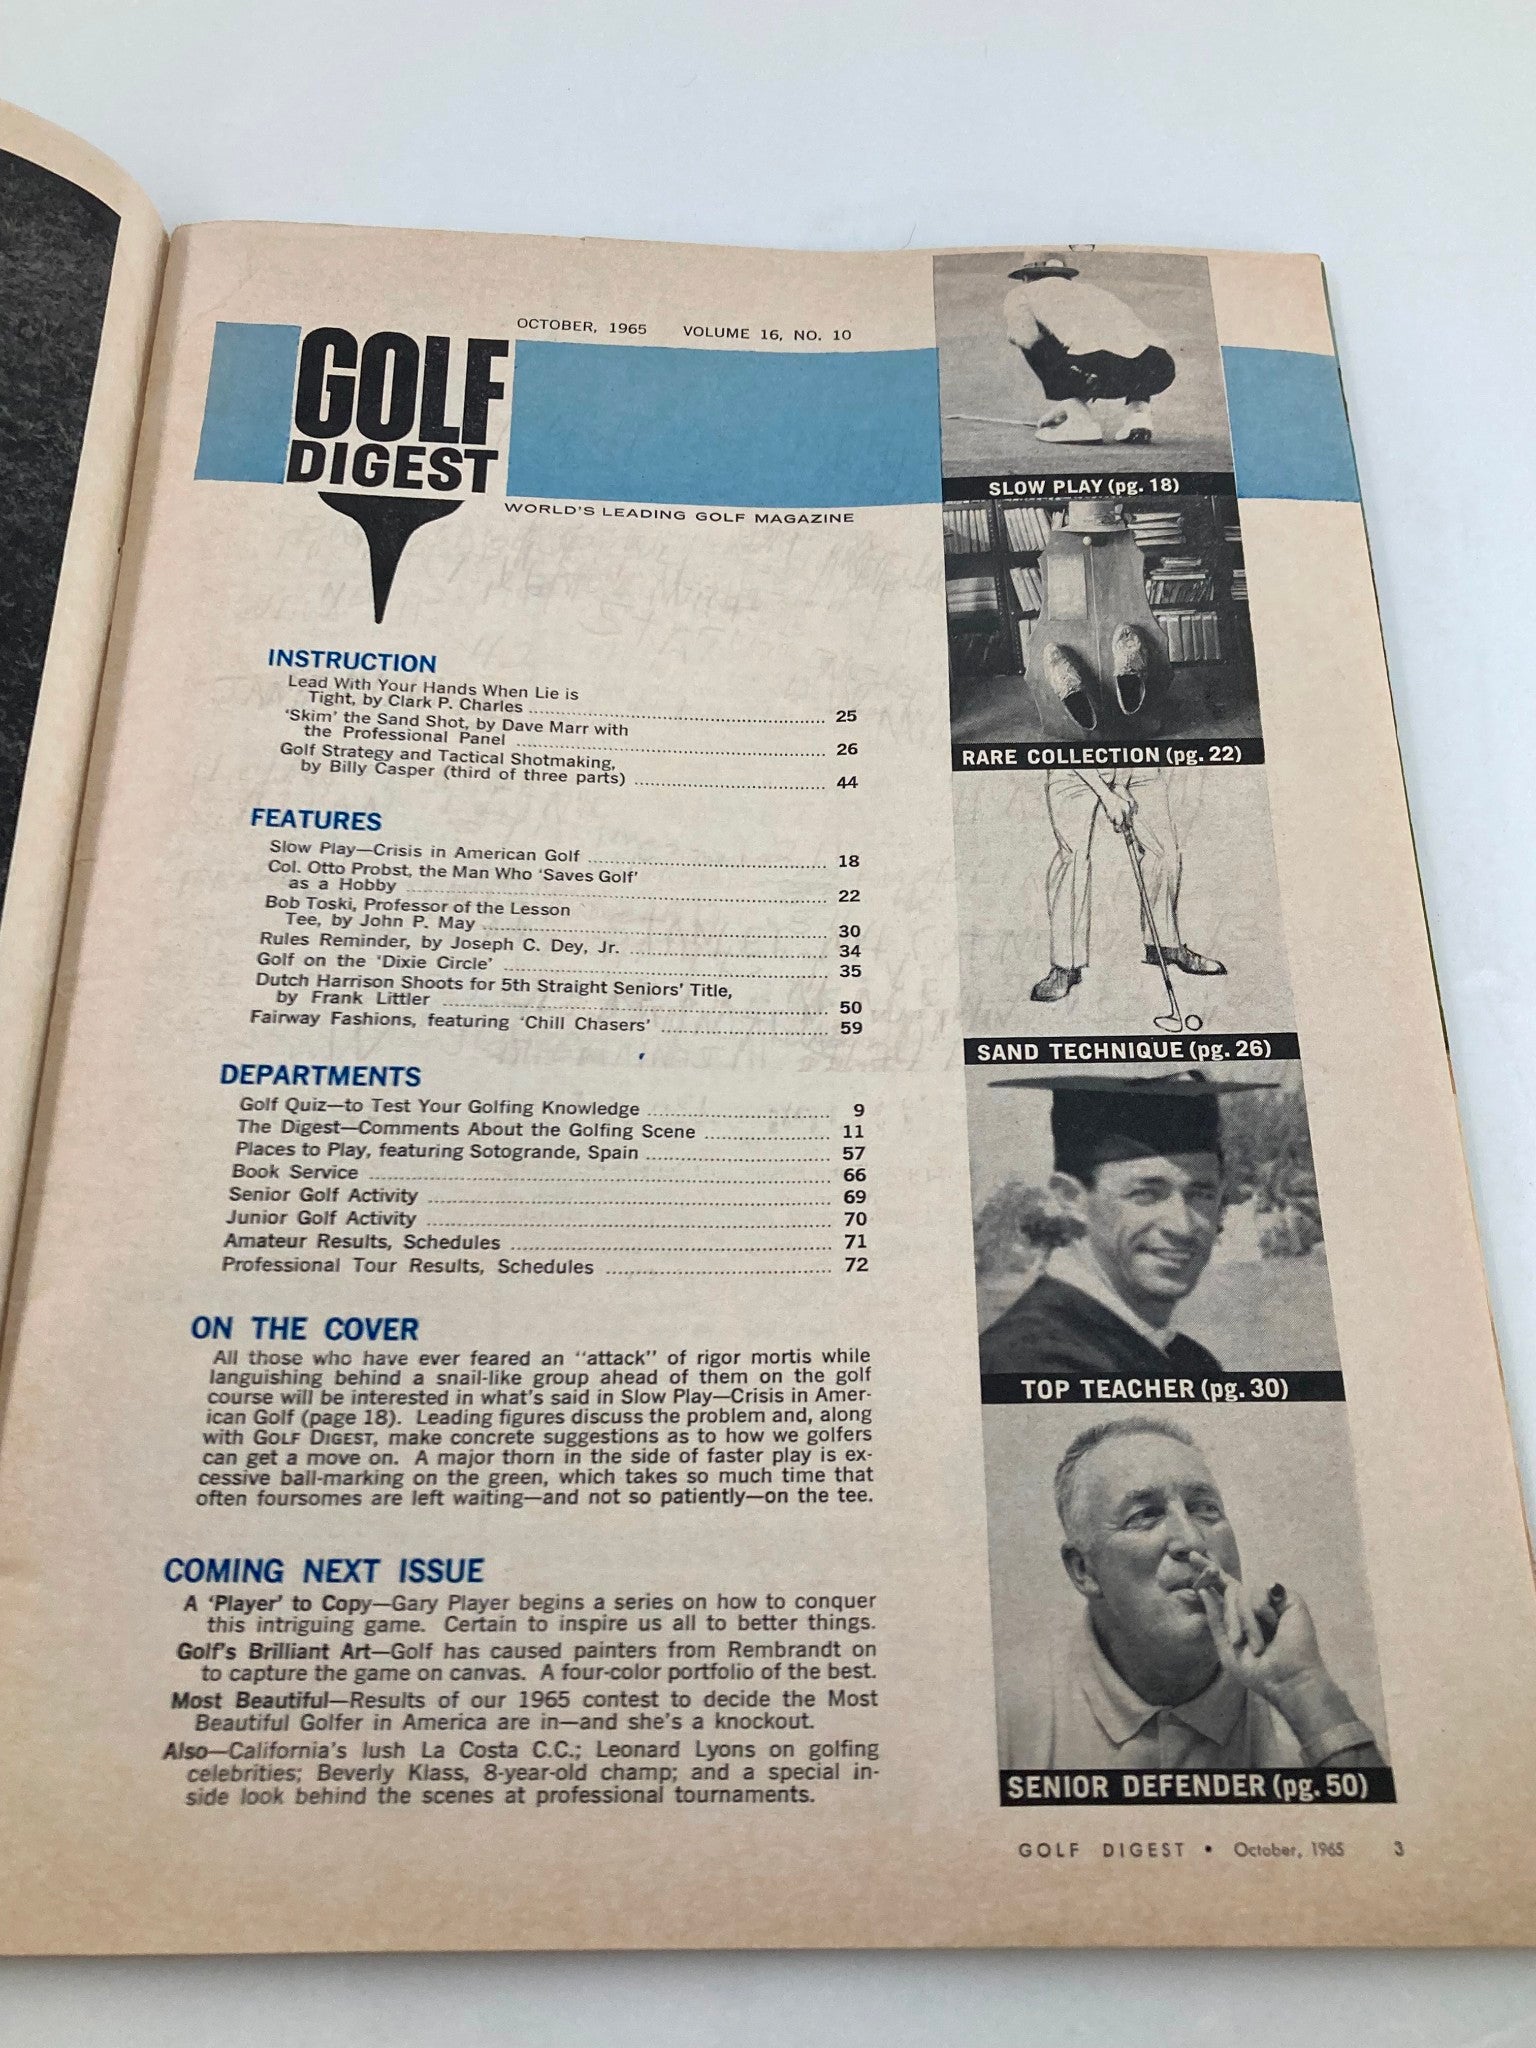 OCTOBER, 1965 VOLUME 16, NO. 10
GOLF
DIGEST
WORLD'S LEADING GOLF MAGAZINE
INSTRUCTION
Lead With Your Hands When Lie is
Tight, by Clark P. Charles ........ 25
'Skim' the Sand Shot, by Dave Marr with
the Professional Panel ........ 26
Golf Strategy and Tactical Shotmaking,
by Billy Casper (third of three parts) ........ 44
FEATURES
Slow Play—Crisis in American Golf ........ 18
Col. Otto Probst, the Man Who 'Saves Golf'
as a Hobby ........ 22
Bob Toski, Professor of the Lesson
Tee, by John P. May ........ 30
Rules Reminder, by Joseph C. Dey, Jr. ........ 34
Golf on the 'Dixie Circle' ........ 35
Dutch Harrison Shoots for 5th Straight Seniors' Title,
by Frank Littler ........ 50
Fairway Fashions, featuring 'Chill Chasers' ........ 59
DEPARTMENTS
Golf Quiz—to Test Your Golfing Knowledge ........ 9
The Digest—Comments About the Golfing Scene ........ 11
Places to Play, featuring Sotogrande, Spain ........ 57
Book Service ........ 66
Senior Golf Activity ........ 69
Junior Golf Activity ........ 70
Amateur Results, Schedules ........ 71
Professional Tour Results, Schedules ........ 72
ON THE COVER
All those who have ever feared an "attack" of rigor mortis while
languishing behind a snail-like group ahead of them on the golf
course will be interested in what's said in Slow Play—Crisis in Amer-
ican Golf (page 18). Leading figures discuss the problem and, along
with GOLF DIGEST, make concrete suggestions as to how we golfers
can get a move on. A major thorn in the side of faster play is ex-
cessive ball-marking on the green, which takes so much time that
often foursomes are left waiting—and not so patiently—on the tee.
COMING NEXT ISSUE
A 'Player' to Copy—Gary Player begins a series on how to conquer
this intriguing game. Certain to inspire us all to better things.
Golf's Brilliant Art—Golf has caused painters from Rembrandt on
to capture the game on canvas. A four-color portfolio of the best.
Most Beautiful—Results of our 1965 contest to decide the Most
Beautiful Golfer in America are in—and she's a knockout.
Also—California's lush La Costa C.C.; Leonard Lyons on golfing
celebrities; Beverly Klass, 8-year-old champ; and a special in-
side look behind the scenes at professional tournaments.
SLOW PLAY (pg. 18)
RARE COLLECTION (pg. 22)
SAND TECHNIQUE (pg. 26)
TOP TEACHER (pg. 30)
SENIOR DEFENDER (pg. 50)
GOLF DIGEST • October, 1965 3